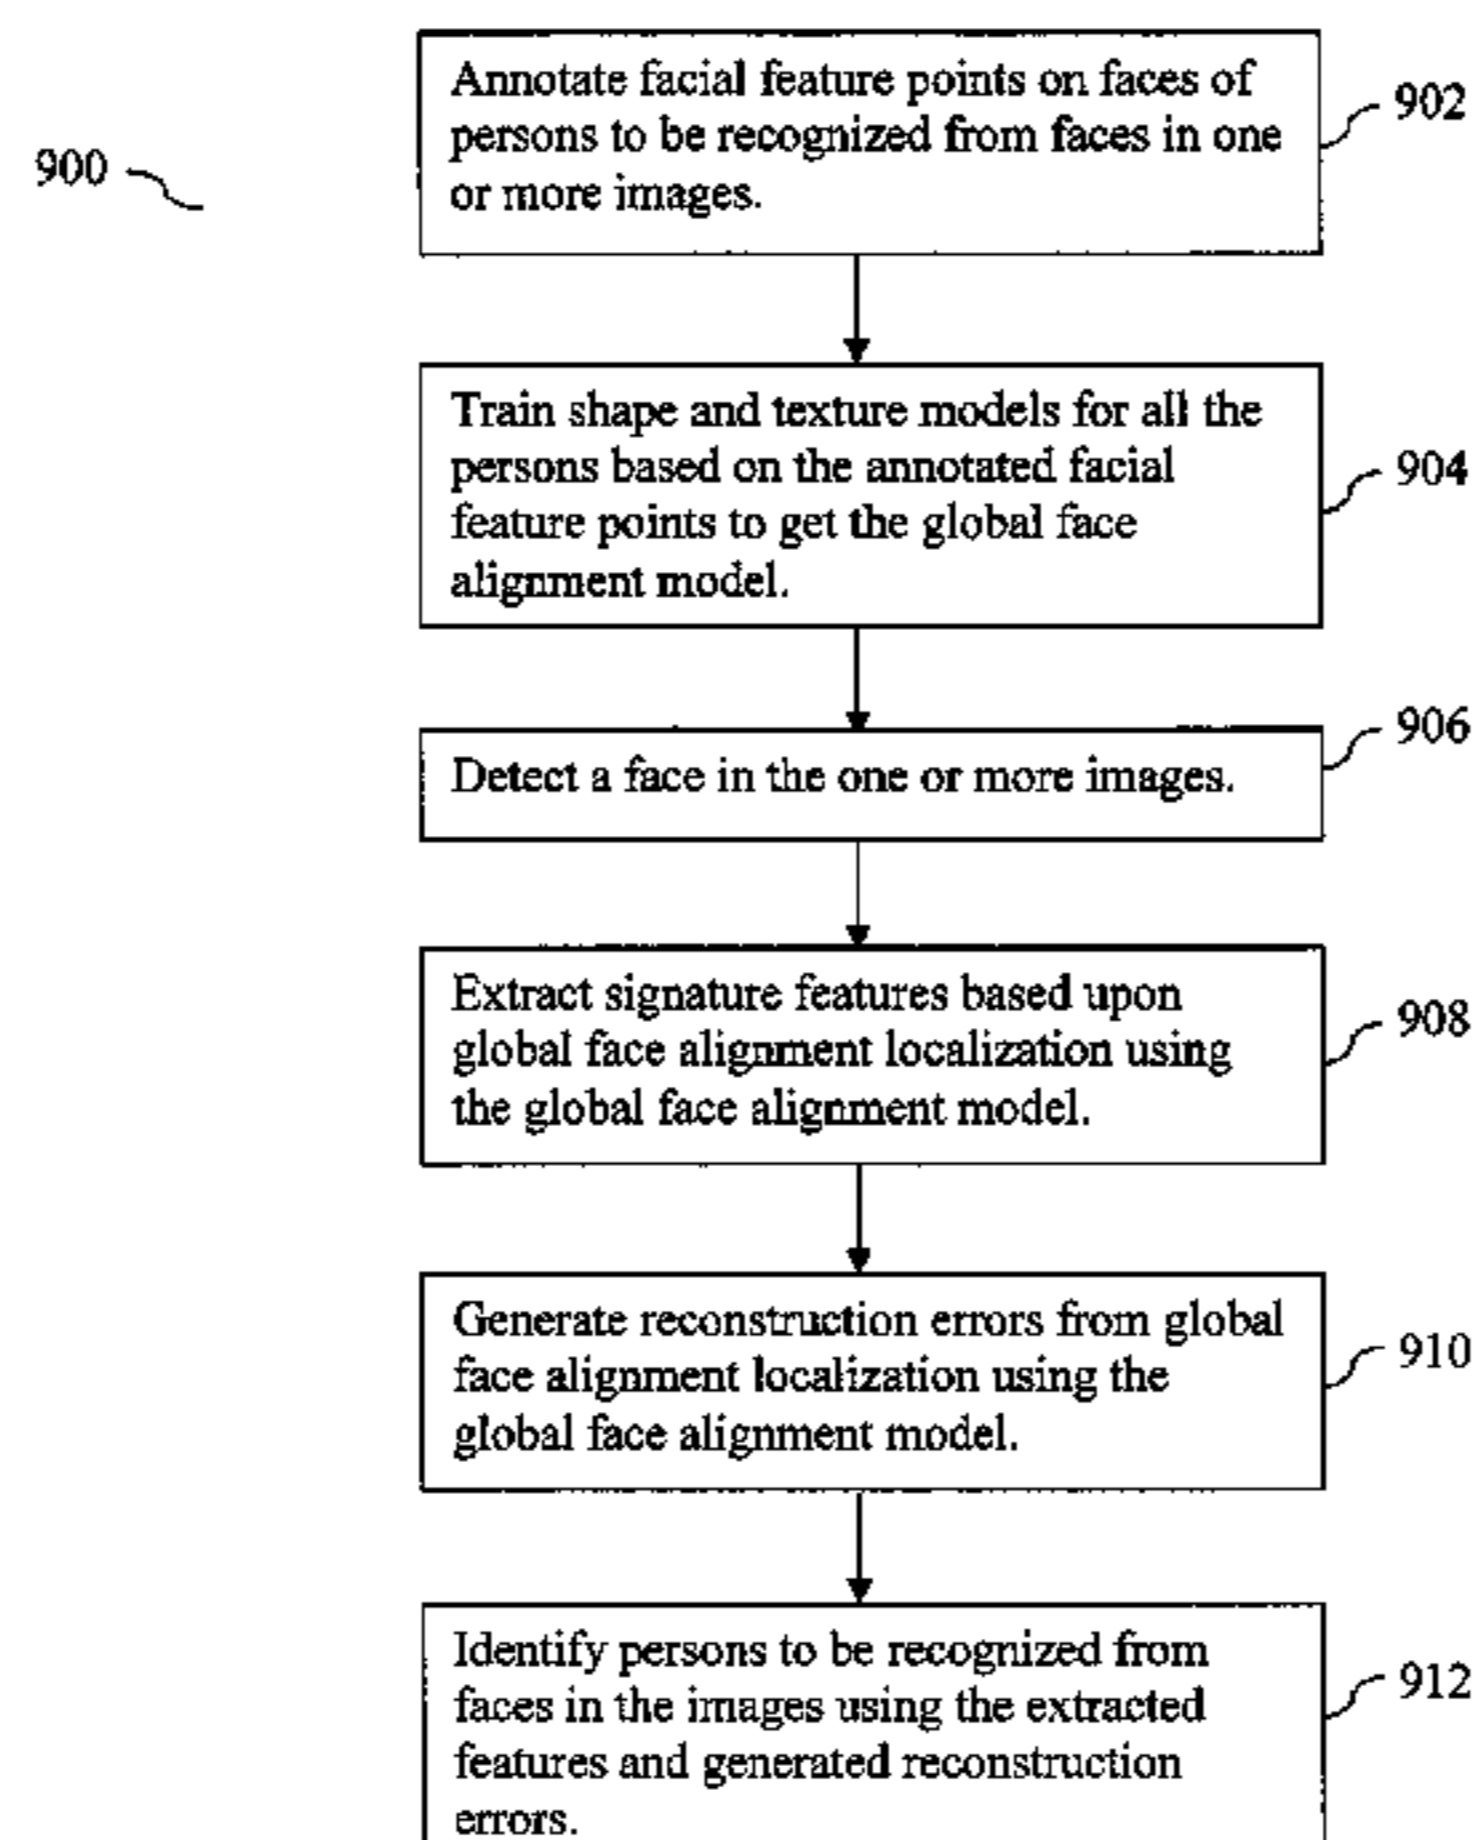 Annotate facial feature points on faces of
persons to be recognized from faces in one
or more images.
902
900
Train shape and texture models for all the
persons based on the annotated facial
feature points to get the global face
alignment model.
904
906
Detect a face in the one or more images.
Extract signature features based upon
global face alignment localization using
the global face alignment model.
908
Generate reconstruction errors from global
face alignment localization using the
global face alignment model.
910
Identify persons to be recognized from
faces in the images using the extracted
features and generated reconstruction
errors.
912